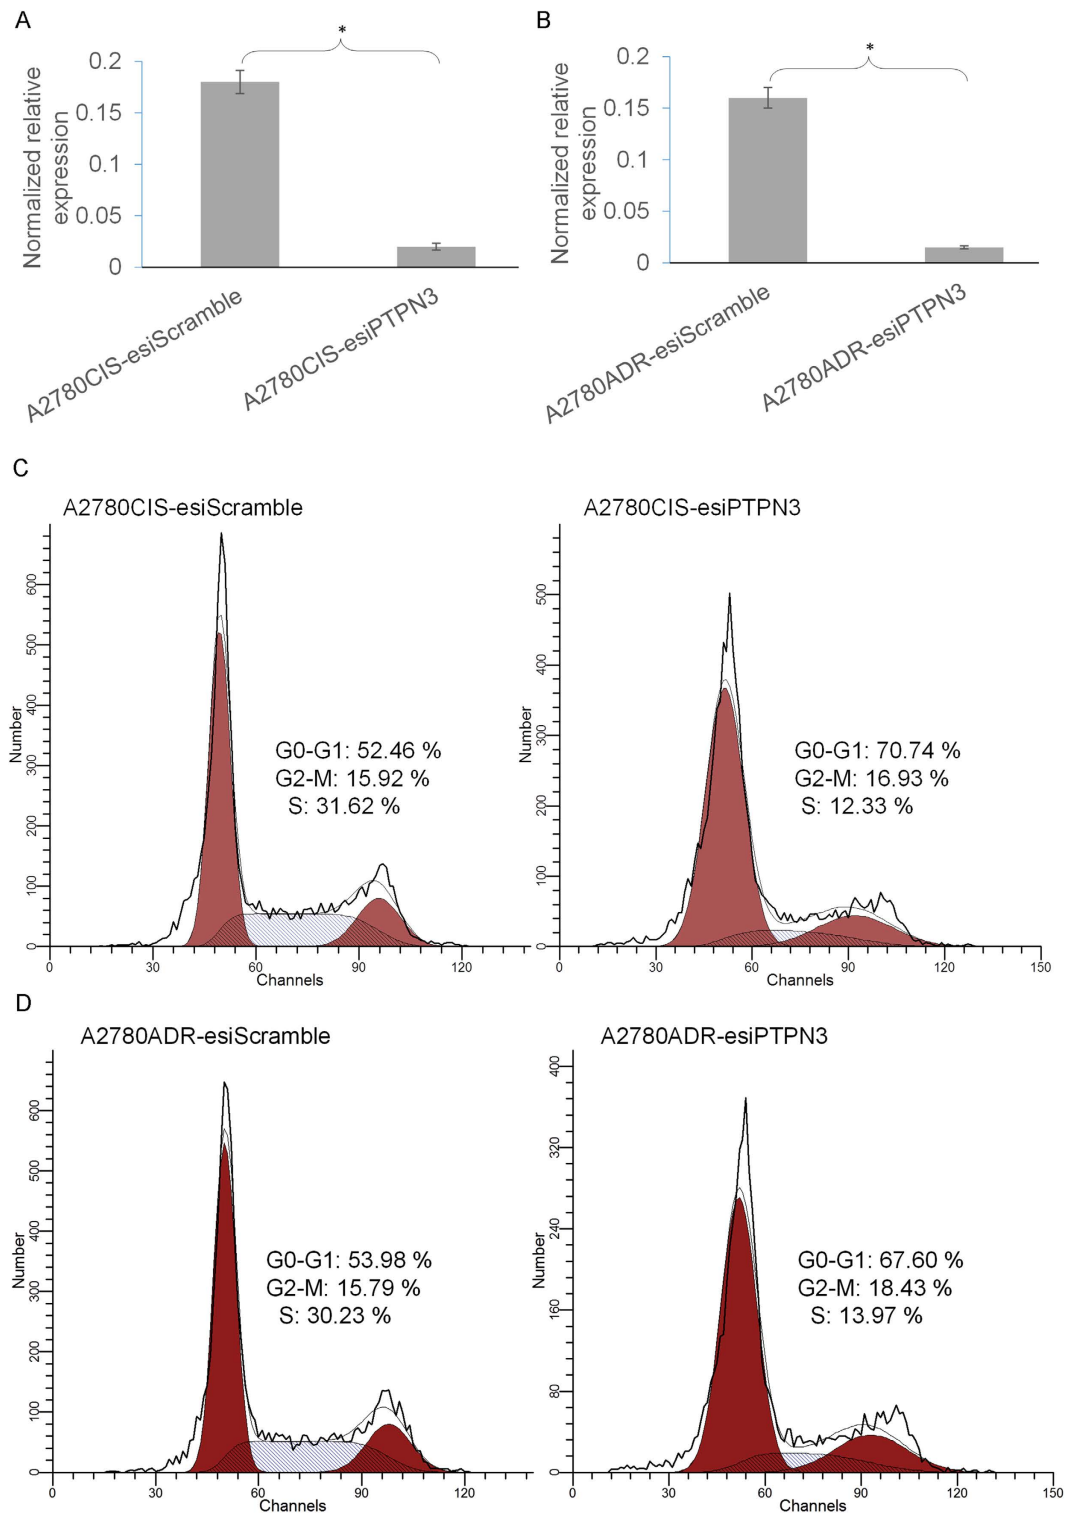 A
*
Normalized relative
expression
0.2
0.15
0.1
0.05
0
A2780CIS-esiScramble
A2780CIS-esiPTPN3
B
*
Normalized relative
expression
0.2
0.15
0.1
0.05
0
A2780ADR-esiScramble
A2780ADR-esiPTPN3
C
A2780CIS-esiScramble
Number
600
500
400
300
200
100
0
G0-G1: 52.46 %
G2-M: 15.92 %
S: 31.62 %
0 30 60 90 120
Channels
A2780CIS-esiPTPN3
Number
500
400
300
200
100
0
G0-G1: 70.74 %
G2-M: 16.93 %
S: 12.33 %
0 30 60 90 120 150
Channels
D
A2780ADR-esiScramble
Number
600
500
400
300
200
100
0
G0-G1: 53.98 %
G2-M: 15.79 %
S: 30.23 %
0 30 60 90 120
Channels
A2780ADR-esiPTPN3
Number
400
320
240
160
80
0
G0-G1: 67.60 %
G2-M: 18.43 %
S: 13.97 %
0 30 60 90 120 150
Channels